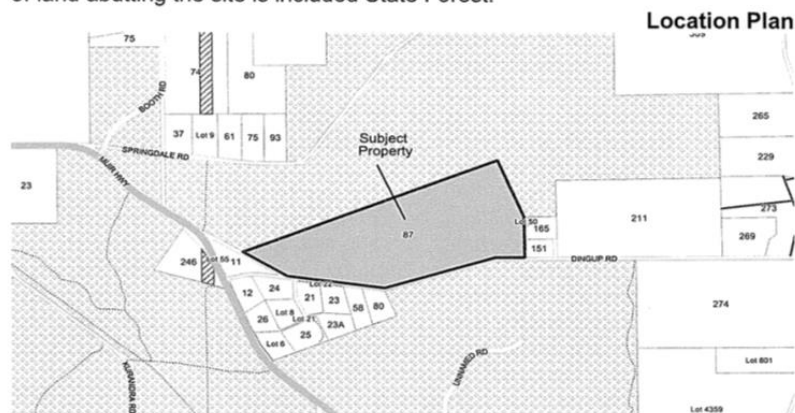 of land abutting the site is included State Forest.
Location Plan
75
74
80
BOOTH RD
37
Lot 9
61
75
93
SPRINGDALE RD
MUIR HWY
23
265
229
Subject
Property
87
Lot 50
165
151
211
273
269
DINGUP RD
246
Lot 55
11
12
24
21
23
58
80
26
Lot 8
Lot 21
23A
25
Lot 6
274
UNNAMED RD
Lot 801
Lot 4359